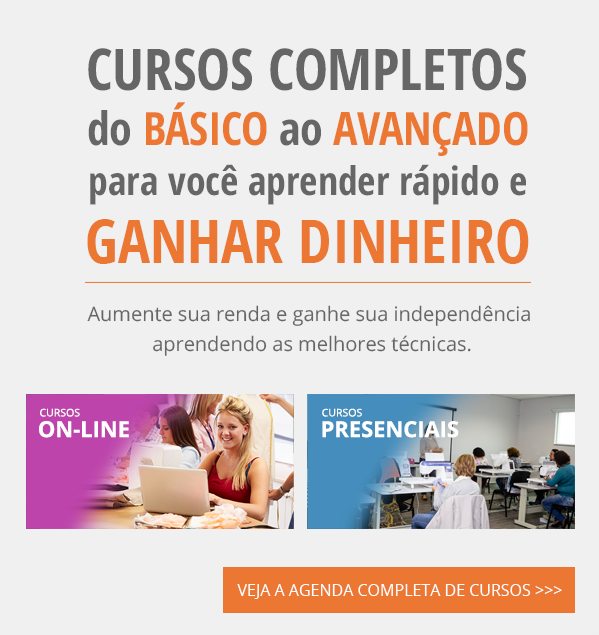 CURSOS COMPLETOS
do BÁSICO ao AVANÇADO
para você aprender rápido e
GANHAR DINHEIRO
Aumente sua renda e ganhe sua independência
aprendendo as melhores técnicas.
CURSOS
ON-LINE
CURSOS
PRESENCIAIS
VEJA A AGENDA COMPLETA DE CURSOS >>>